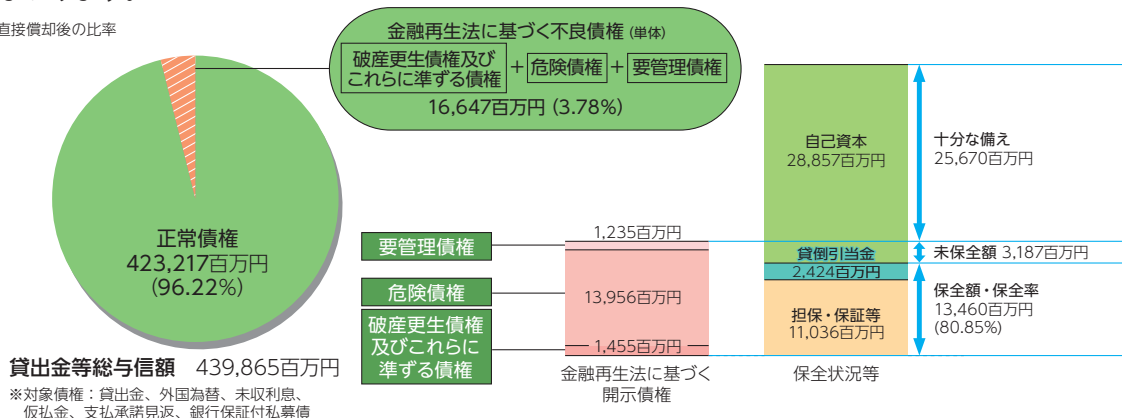 直接償却後の比率
金融再生法に基づく不良債権 (単体)
破産更生債権及び
これらに準ずる債権
+
危険債権
+
要管理債権
16,647百万円 (3.78%)
正常債権
423,217百万円
(96.22%)
貸出金等総与信額 439,865百万円
※対象債権：貸出金、外国為替、未収利息、
仮払金、支払承諾見返、銀行保証付私募債
要管理債権
危険債権
破産更生債権
及びこれらに
準ずる債権
1,235百万円
13,956百万円
1,455百万円
金融再生法に基づく
開示債権
自己資本
28,857百万円
貸倒引当金
2,424百万円
担保・保証等
11,036百万円
保全状況等
十分な備え
25,670百万円
未保全額 3,187百万円
保全額・保全率
13,460百万円
(80.85%)